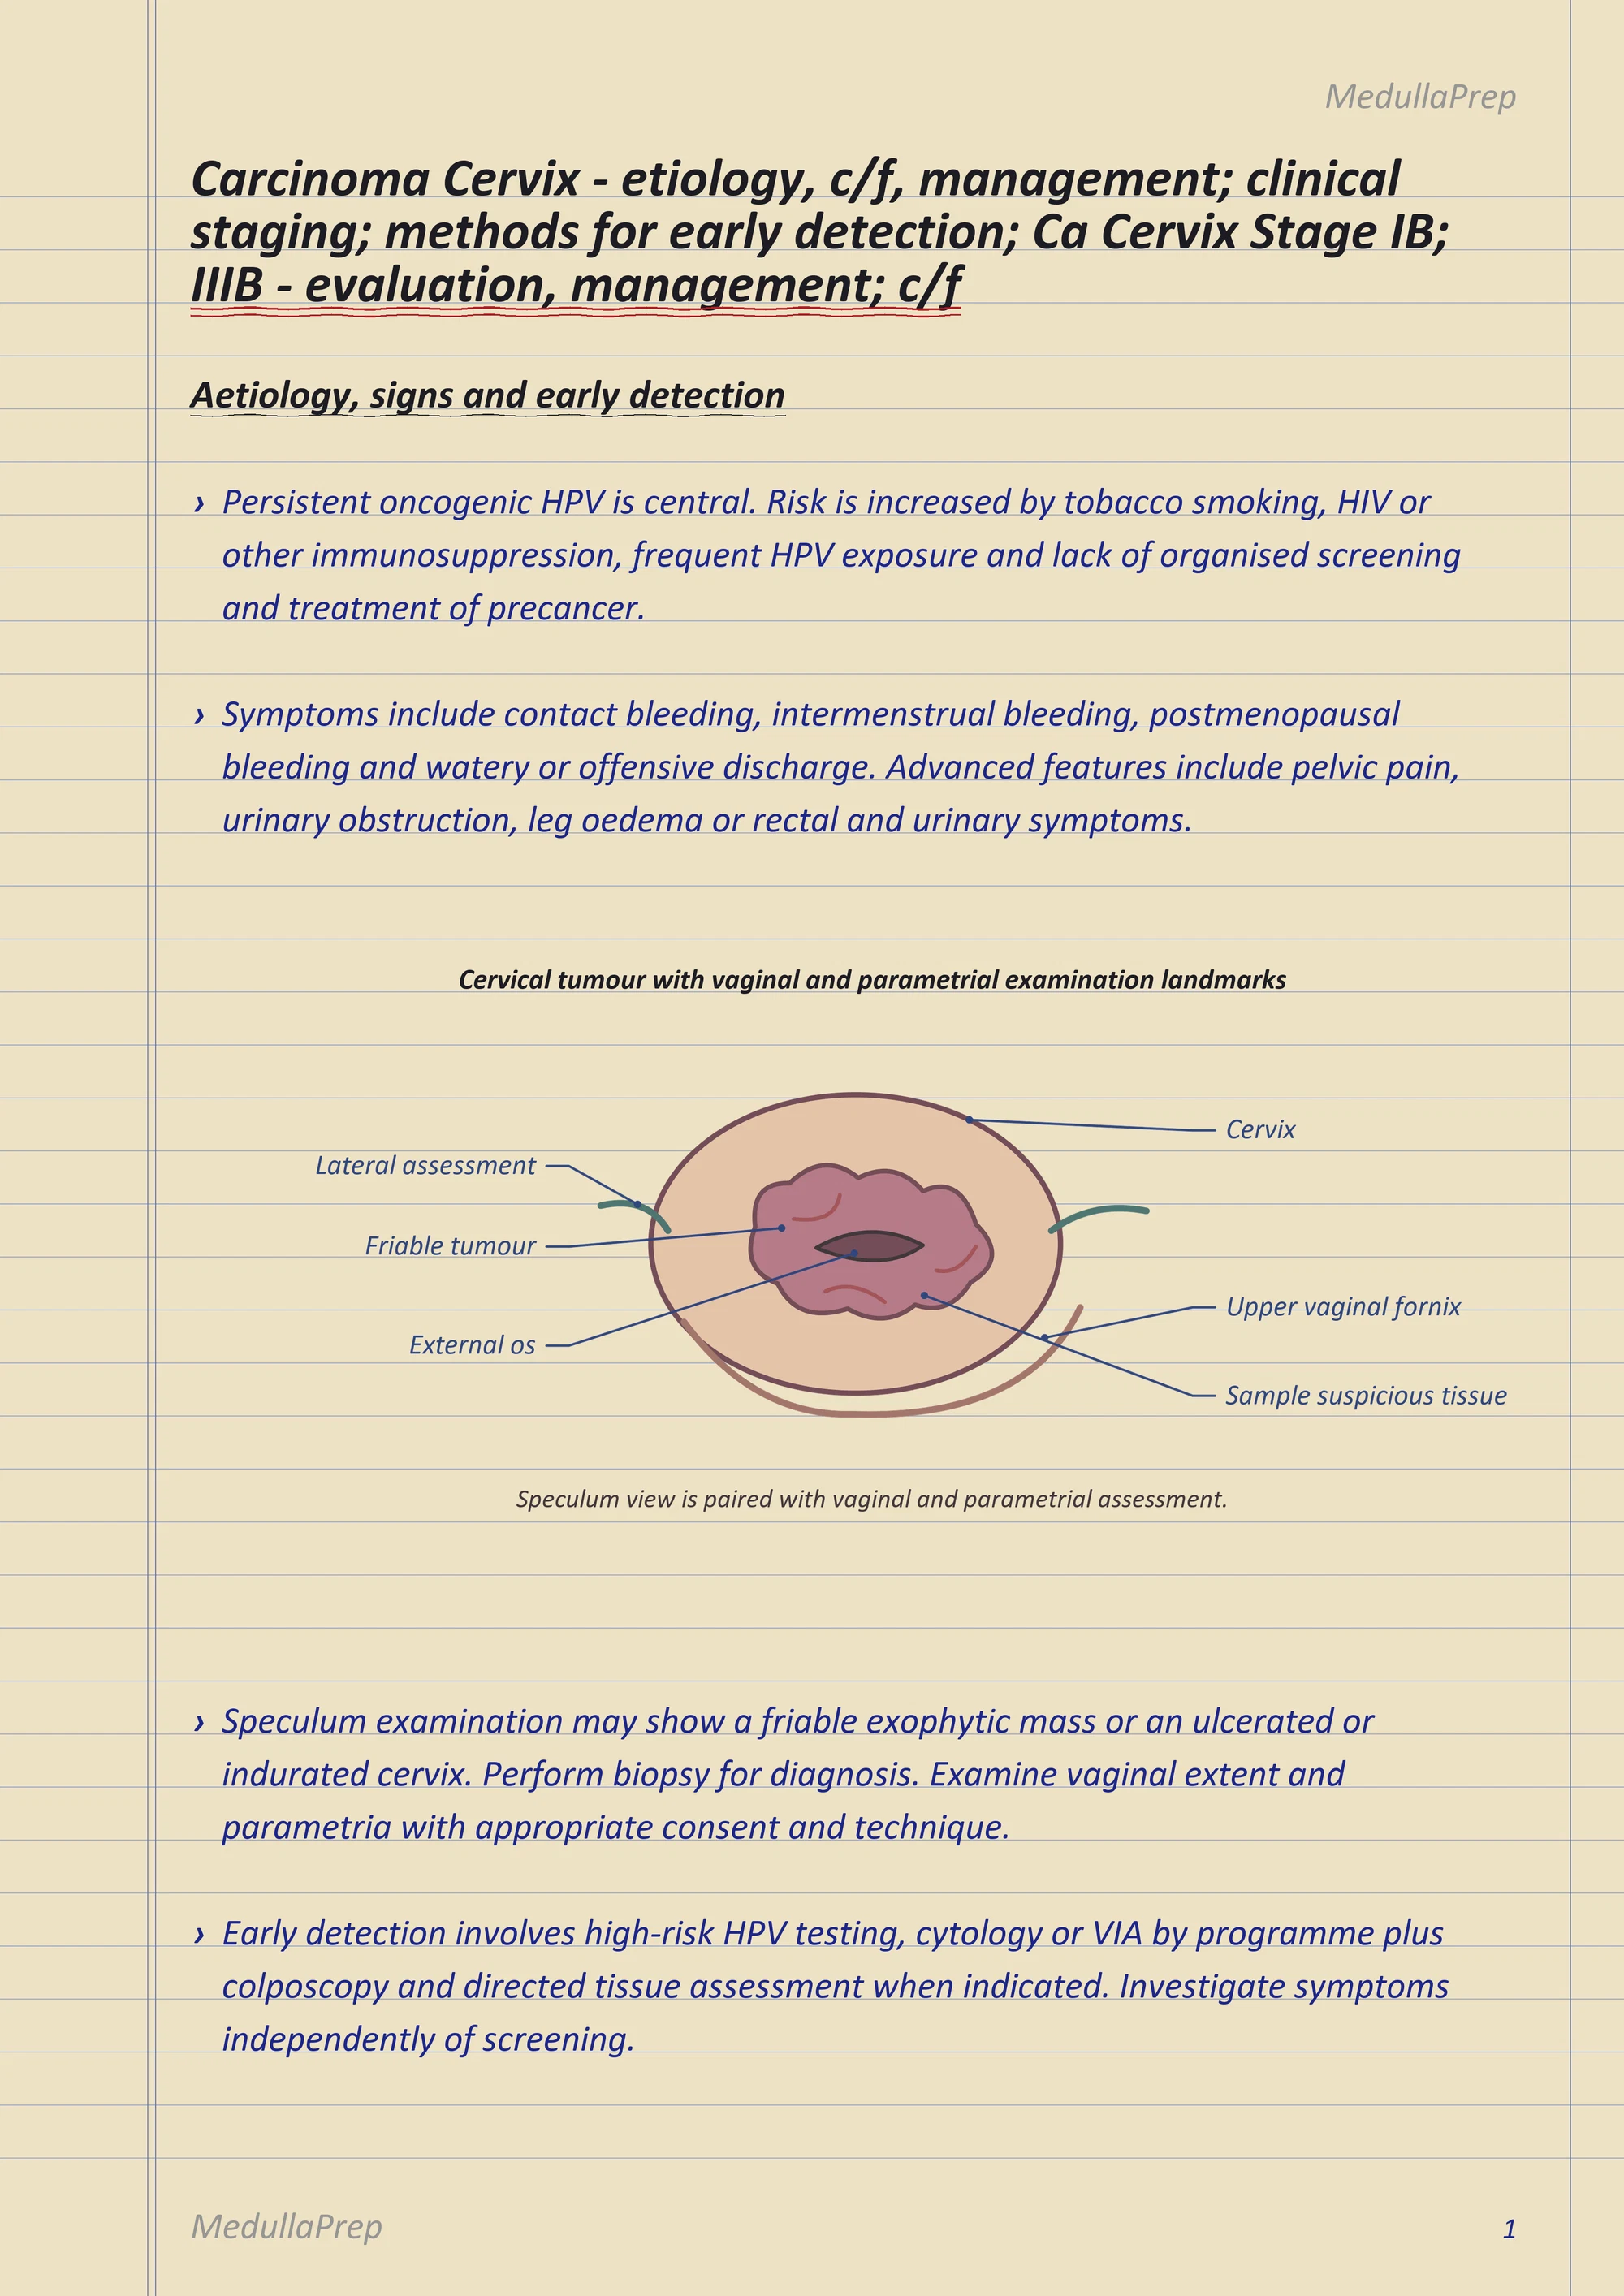 MedullaPrep
Carcinoma Cervix - etiology, c/f, management; clinical
staging; methods for early detection; Ca Cervix Stage IB;
IIIB - evaluation, management; c/f
Aetiology, signs and early detection
› Persistent oncogenic HPV is central. Risk is increased by tobacco smoking, HIV or
other immunosuppression, frequent HPV exposure and lack of organised screening
and treatment of precancer.
› Symptoms include contact bleeding, intermenstrual bleeding, postmenopausal
bleeding and watery or offensive discharge. Advanced features include pelvic pain,
urinary obstruction, leg oedema or rectal and urinary symptoms.
Cervical tumour with vaginal and parametrial examination landmarks
Cervix
Lateral assessment
Friable tumour
Upper vaginal fornix
External os
Sample suspicious tissue
Speculum view is paired with vaginal and parametrial assessment.
› Speculum examination may show a friable exophytic mass or an ulcerated or
indurated cervix. Perform biopsy for diagnosis. Examine vaginal extent and
parametria with appropriate consent and technique.
› Early detection involves high-risk HPV testing, cytology or VIA by programme plus
colposcopy and directed tissue assessment when indicated. Investigate symptoms
independently of screening.
MedullaPrep
1